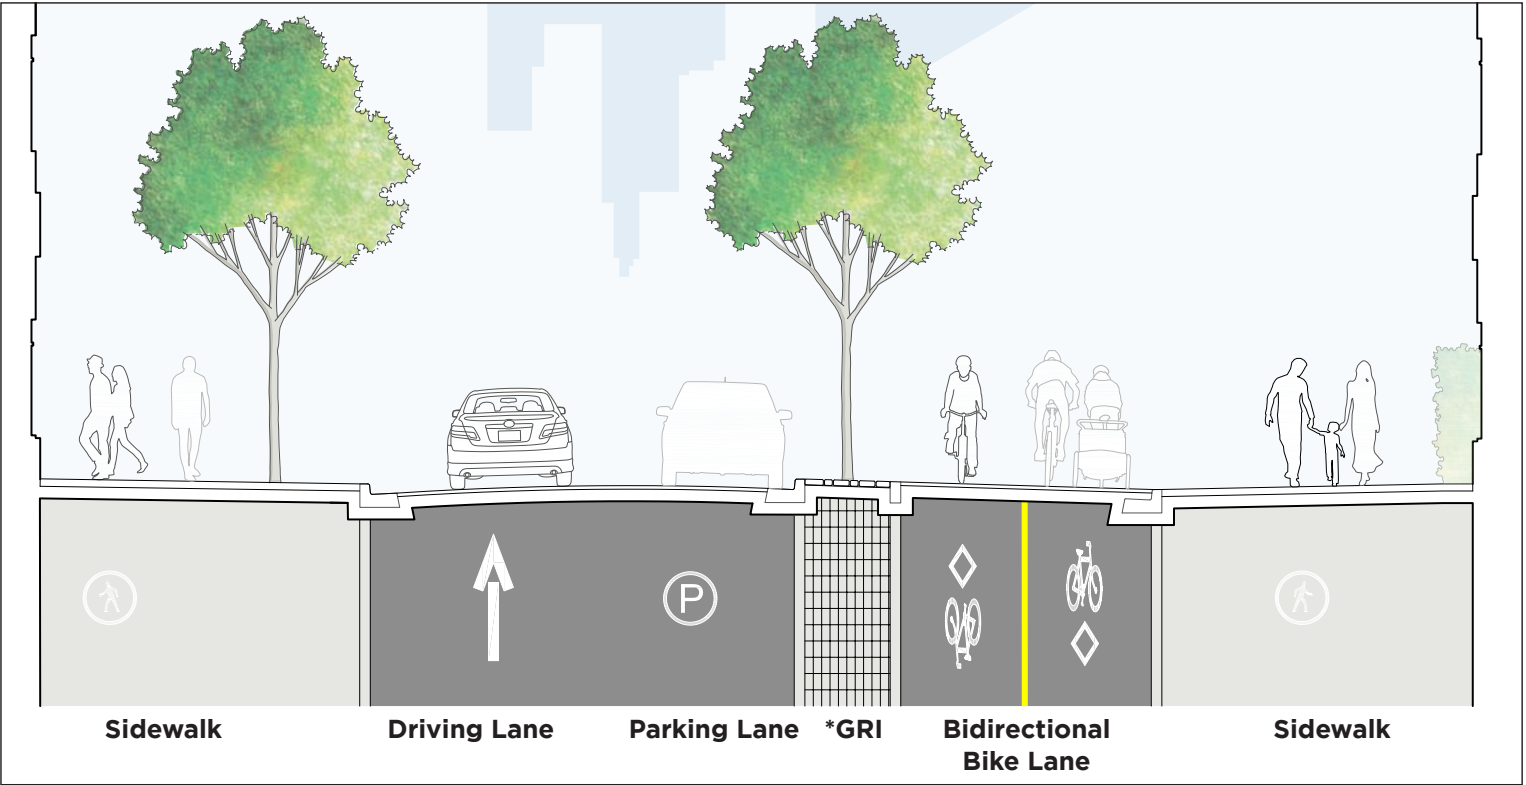 P
Sidewalk
Driving Lane
Parking Lane
*GRI
Bidirectional
Bike Lane
Sidewalk